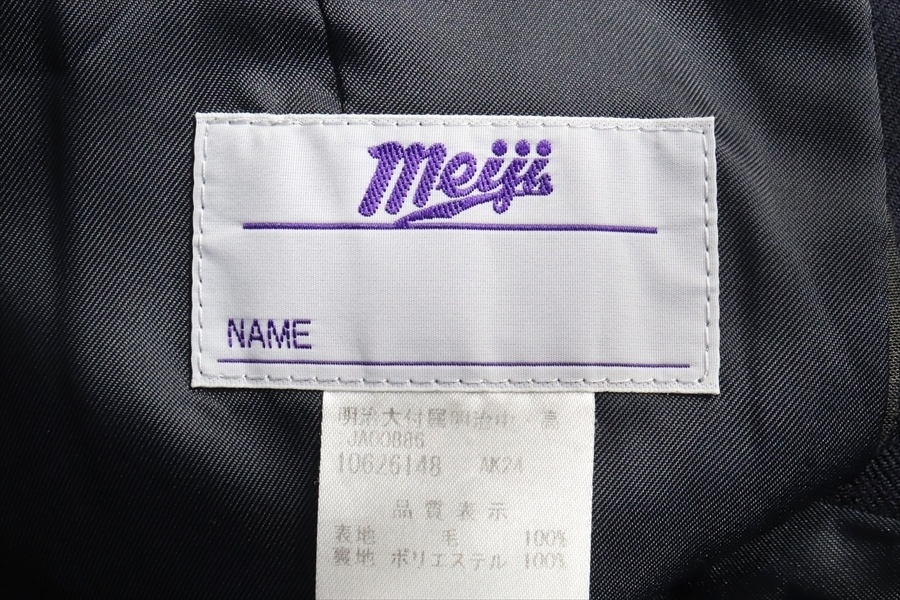 meiji
NAME
明治大付属明治中・高
JA00886
10626148 AK24
品質表示
表地 毛 100%
裏地 ポリエステル 100%